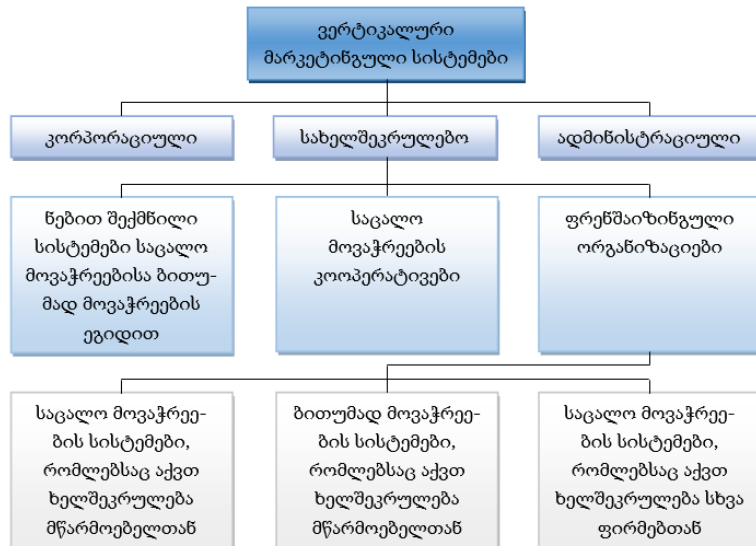 ვერტიკალური
მარკეტინგული სისტემები
კორპორაციული
სახელშეკრულებო
ადმინისტრაციული
ნებით შექმნილი
სისტემები საცალო
მოვაჭრეებისა ბითუ-
მად მოვაჭრეების
ეგიდით
საცალო
მოვაჭრეების
კოოპერატივები
ფრენშაიზინგული
ორგანიზაციები
საცალო მოვაჭრეე-
ბის სისტემები,
რომლებსაც აქვთ
ხელშეკრულება
მწარმოებელთან
ბითუმად მოვაჭრეე-
ბის სისტემები,
რომლებსაც აქვთ
ხელშეკრულება
მწარმოებელთან
საცალო მოვაჭრეე-
ბის სისტემები,
რომლებსაც აქვთ
ხელშეკრულება სხვა
ფირმებთან